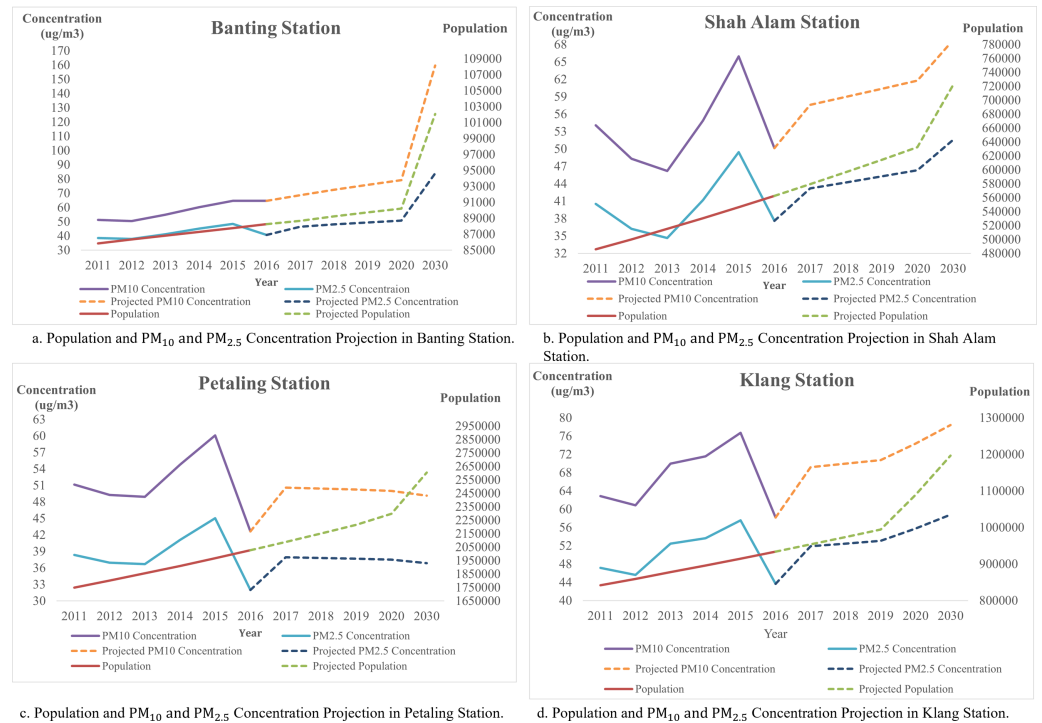 Concentration
(ug/m3)
Banting Station
Population
170
160
150
140
130
120
110
100
90
80
70
60
50
40
30
109000
107000
105000
103000
101000
99000
97000
95000
93000
91000
89000
87000
85000
2011 2012 2013 2014 2015 2016 2017 2018 2019 2020 2030
Year
PM10 Concentration
PM2.5 Concentration
Projected PM10 Concentration
Projected PM2.5 Concentration
Population
Projected Population
a. Population and PM₁₀ and PM₂.₅ Concentration Projection in Banting Station.
Concentration
(ug/m3)
Shah Alam Station
Population
68
65
62
59
56
53
50
47
44
41
38
35
32
780000
760000
740000
720000
700000
680000
660000
640000
620000
600000
580000
560000
540000
520000
500000
480000
2011 2012 2013 2014 2015 2016 2017 2018 2019 2020 2030
Year
PM10 Concentration
PM2.5 Concentration
Projected PM10 Concentration
Projected PM2.5 Concentration
Population
Projected Population
b. Population and PM₁₀ and PM₂.₅ Concentration Projection in Shah Alam
Station.
Concentration
(ug/m3)
Petaling Station
Population
63
60
57
54
51
48
45
42
39
36
33
30
2950000
2850000
2750000
2650000
2550000
2450000
2350000
2250000
2150000
2050000
1950000
1850000
1750000
1650000
2011 2012 2013 2014 2015 2016 2017 2018 2019 2020 2030
Year
PM10 Concentration
PM2.5 Concentration
Projected PM10 Concentration
Projected PM2.5 Concentration
Population
Projected Population
c. Population and PM₁₀ and PM₂.₅ Concentration Projection in Petaling Station.
Concentration
(ug/m3)
Klang Station
Population
80
76
72
68
64
60
56
52
48
44
40
1300000
1200000
1100000
1000000
900000
800000
2011 2012 2013 2014 2015 2016 2017 2018 2019 2020 2030
Year
PM10 Concentration
PM2.5 Concentration
Projected PM10 Concentration
Projected PM2.5 Concentration
Population
Projected Population
d. Population and PM₁₀ and PM₂.₅ Concentration Projection in Klang Station.